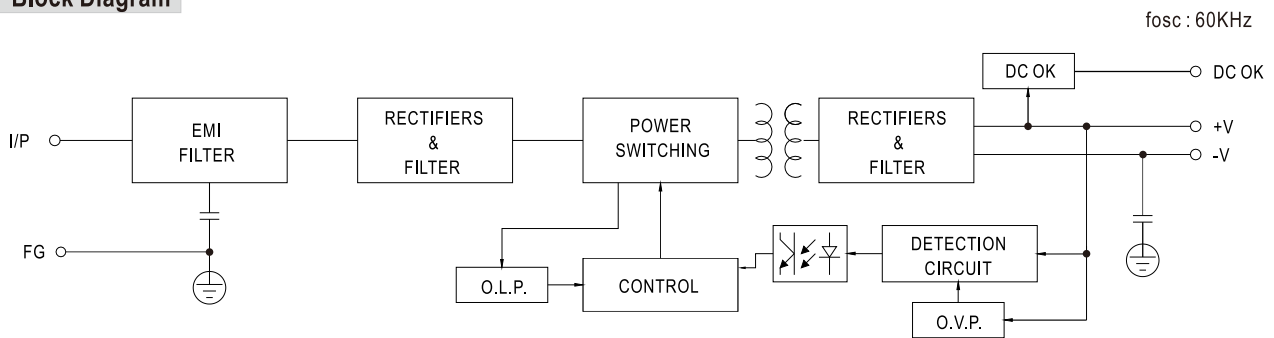 Block Diagram
fosc : 60KHz
DC OK
DC OK
I/P
EMI
FILTER
RECTIFIERS
&
FILTER
POWER
SWITCHING
RECTIFIERS
&
FILTER
+V
-V
FG
O.L.P.
CONTROL
DETECTION
CIRCUIT
O.V.P.